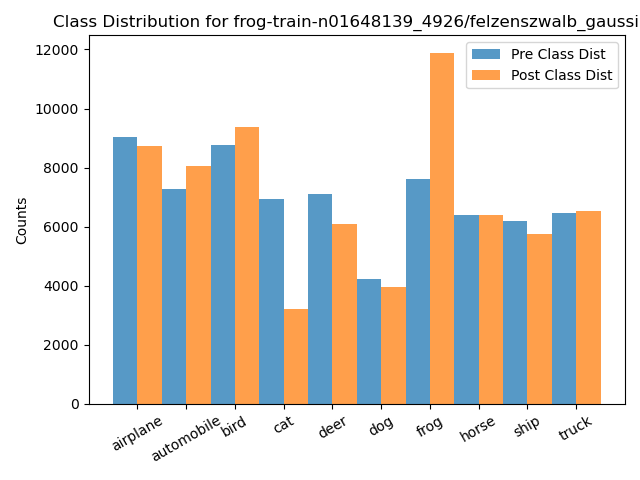 Class Distribution for frog-train-n01648139_4926/felzenszwalb_gaussi
Pre Class Dist
Post Class Dist
12000
10000
8000
6000
4000
2000
0
Counts
airplane
automobile
bird
cat
deer
dog
frog
horse
ship
truck